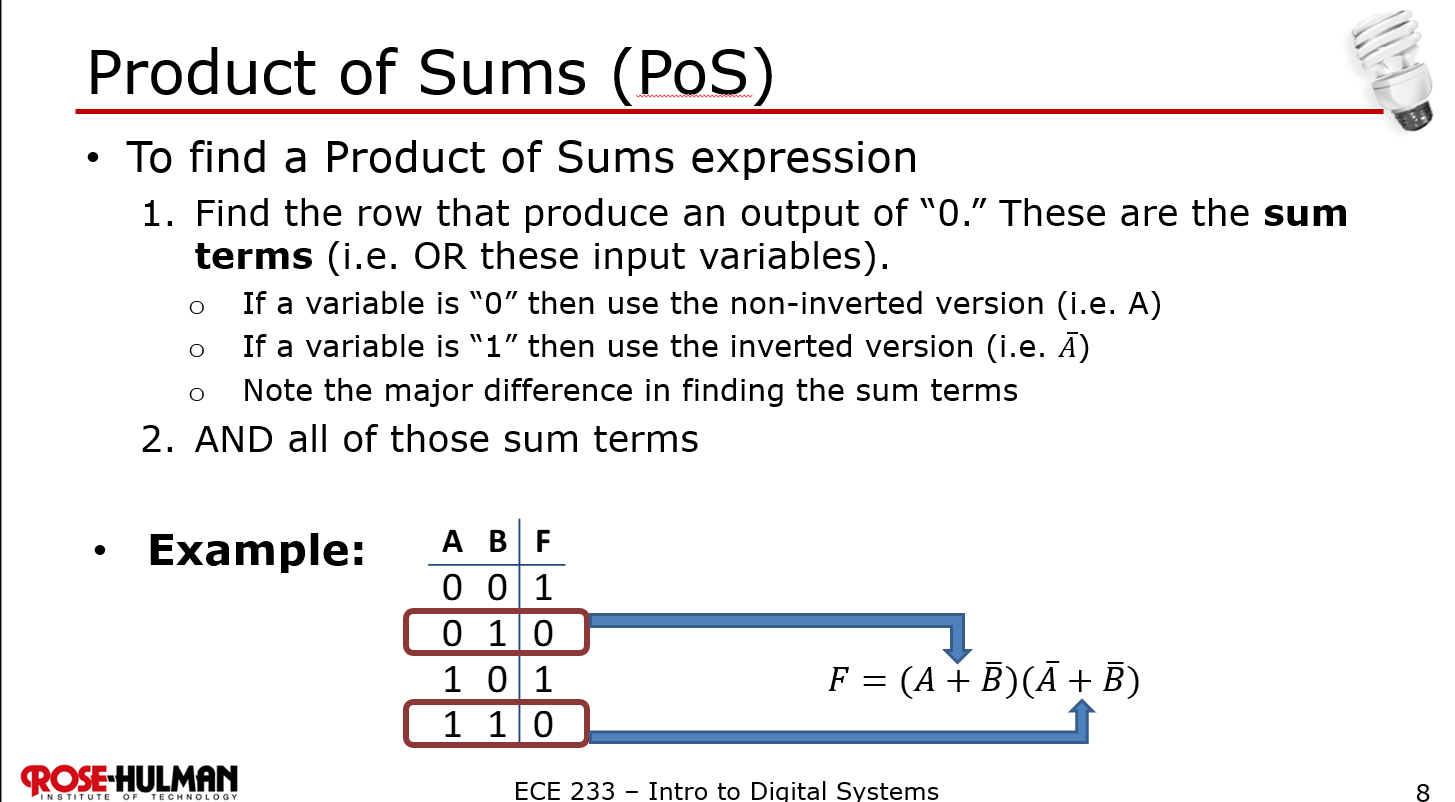 Product of Sums (PoS)
• To find a Product of Sums expression
1. Find the row that produce an output of “0.” These are the sum
terms (i.e. OR these input variables).
o If a variable is “0” then use the non-inverted version (i.e. A)
o If a variable is “1” then use the inverted version (i.e. Ā)
o Note the major difference in finding the sum terms
2. AND all of those sum terms
• Example:
A B F
0 0 1
0 1 0
1 0 1
1 1 0
F = (A + B̅)(A̅ + B̅)
ROSE-HULMAN
INSTITUTE OF TECHNOLOGY
ECE 233 – Intro to Digital Systems
8